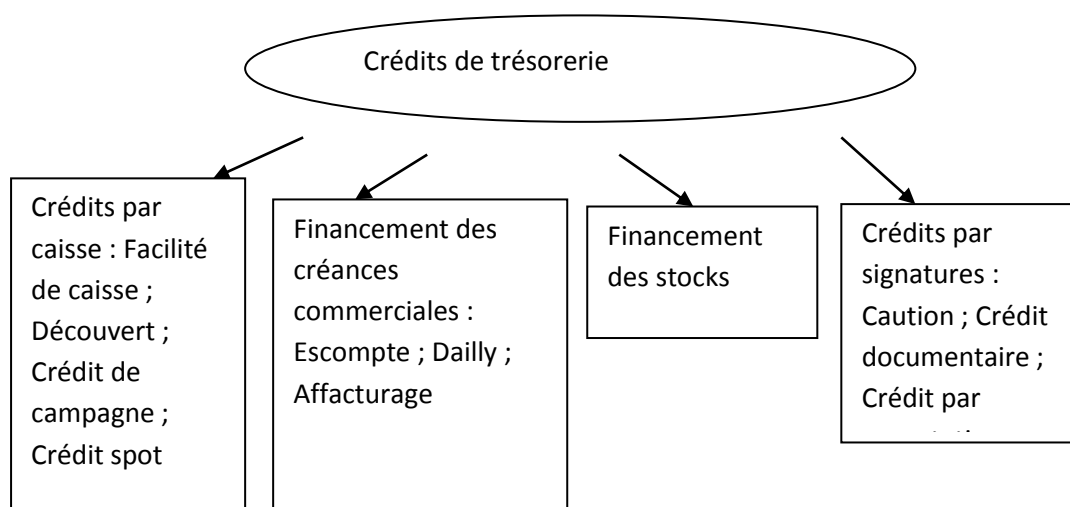 Crédits de trésorerie
Crédits par
caisse : Facilité
de caisse ;
Découvert ;
Crédit de
campagne ;
Crédit spot
Financement des
créances
commerciales :
Escompte ; Dailly ;
Affacturage
Financement
des stocks
Crédits par
signatures :
Caution ; Crédit
documentaire ;
Crédit par